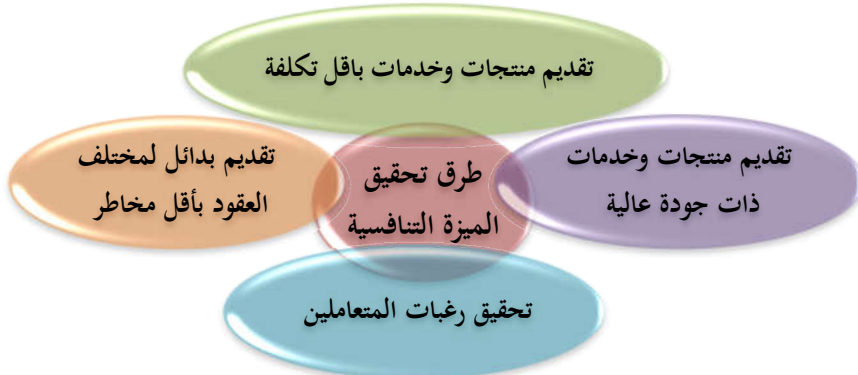 تقديم منتجات وخدمات باقل تكلفة
تقديم منتجات وخدمات
ذات جودة عالية
طرق تحقيق
الميزة التنافسية
تقديم بدائل لمختلف
العقود بأقل مخاطر
تحقيق رغبات المتعاملين